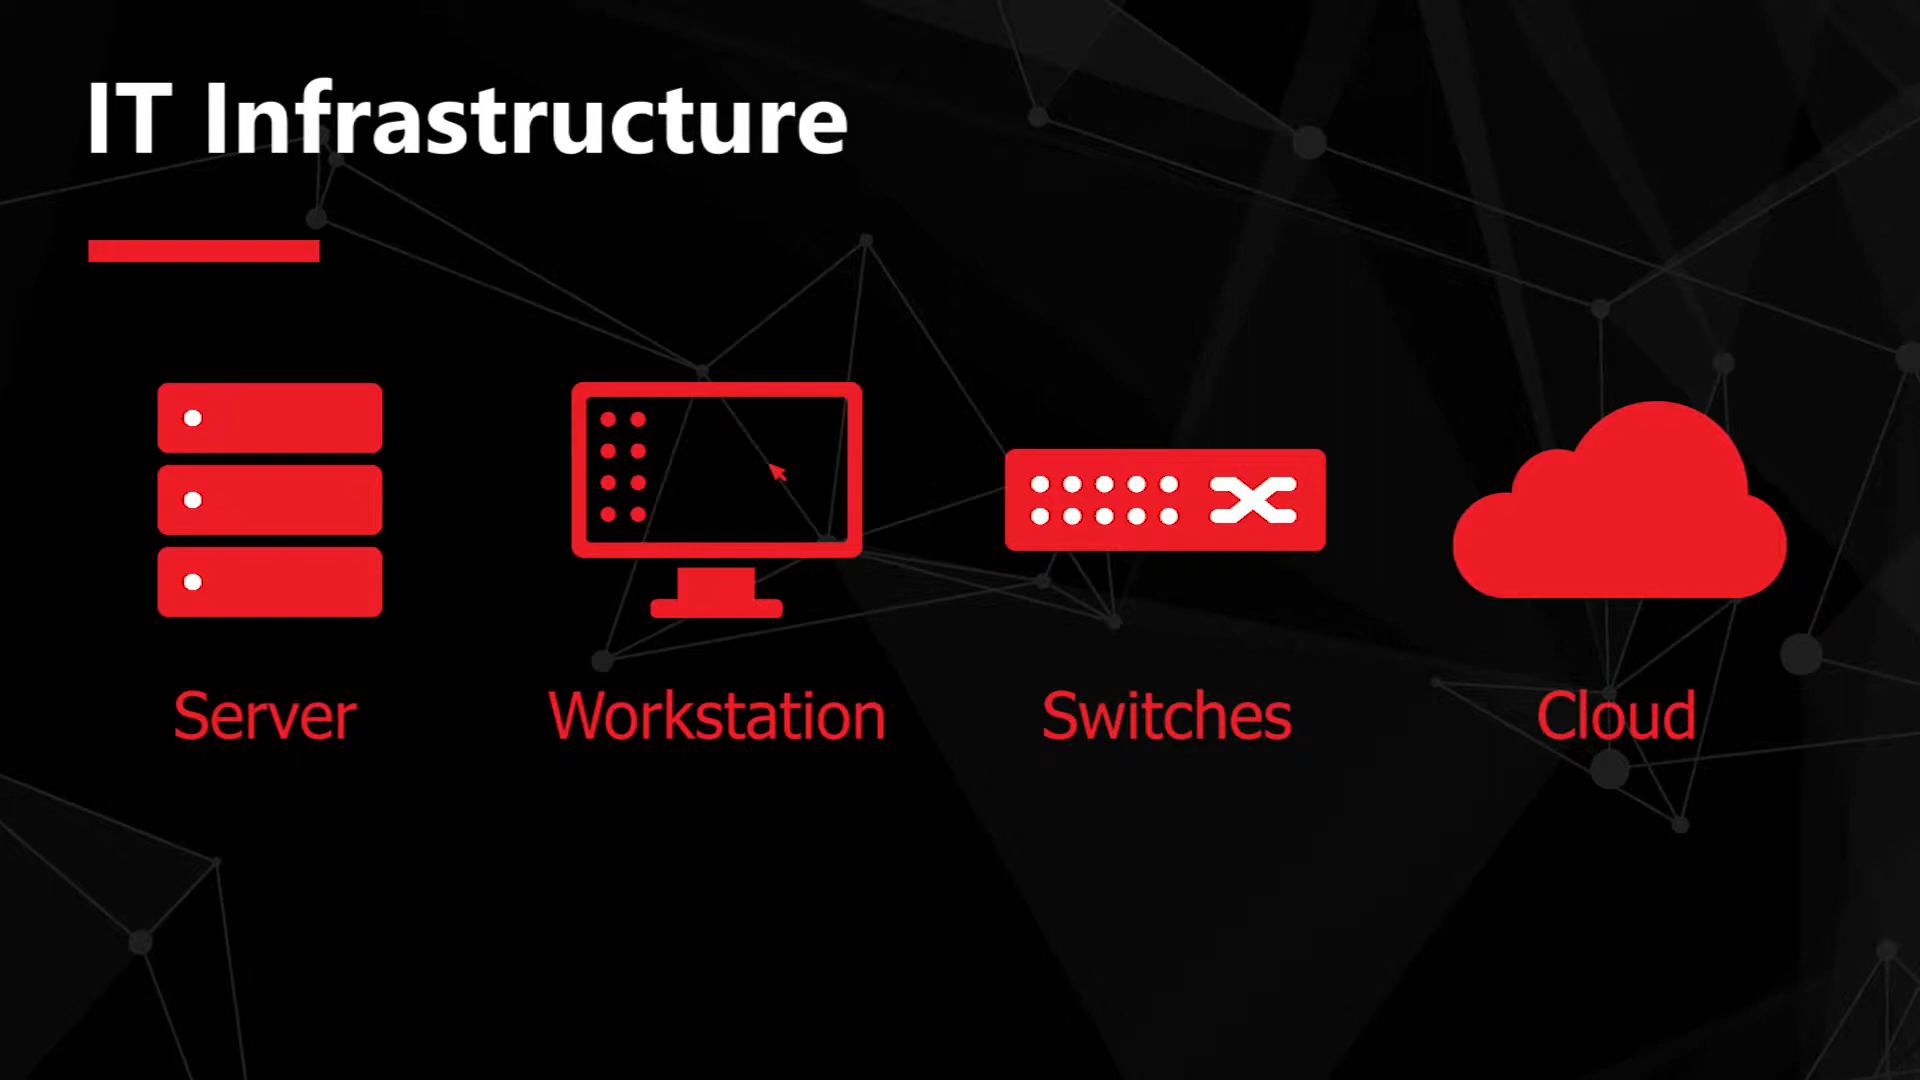 IT Infrastructure
Server
Workstation
Switches
Cloud